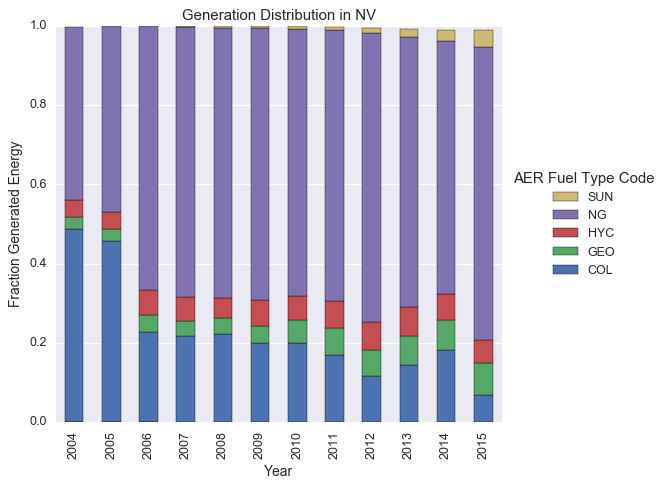 Generation Distribution in NV
1.0
0.8
0.6
0.4
0.2
0.0
Fraction Generated Energy
2004 2005 2006 2007 2008 2009 2010 2011 2012 2013 2014 2015
Year
AER Fuel Type Code
SUN
NG
HYC
GEO
COL